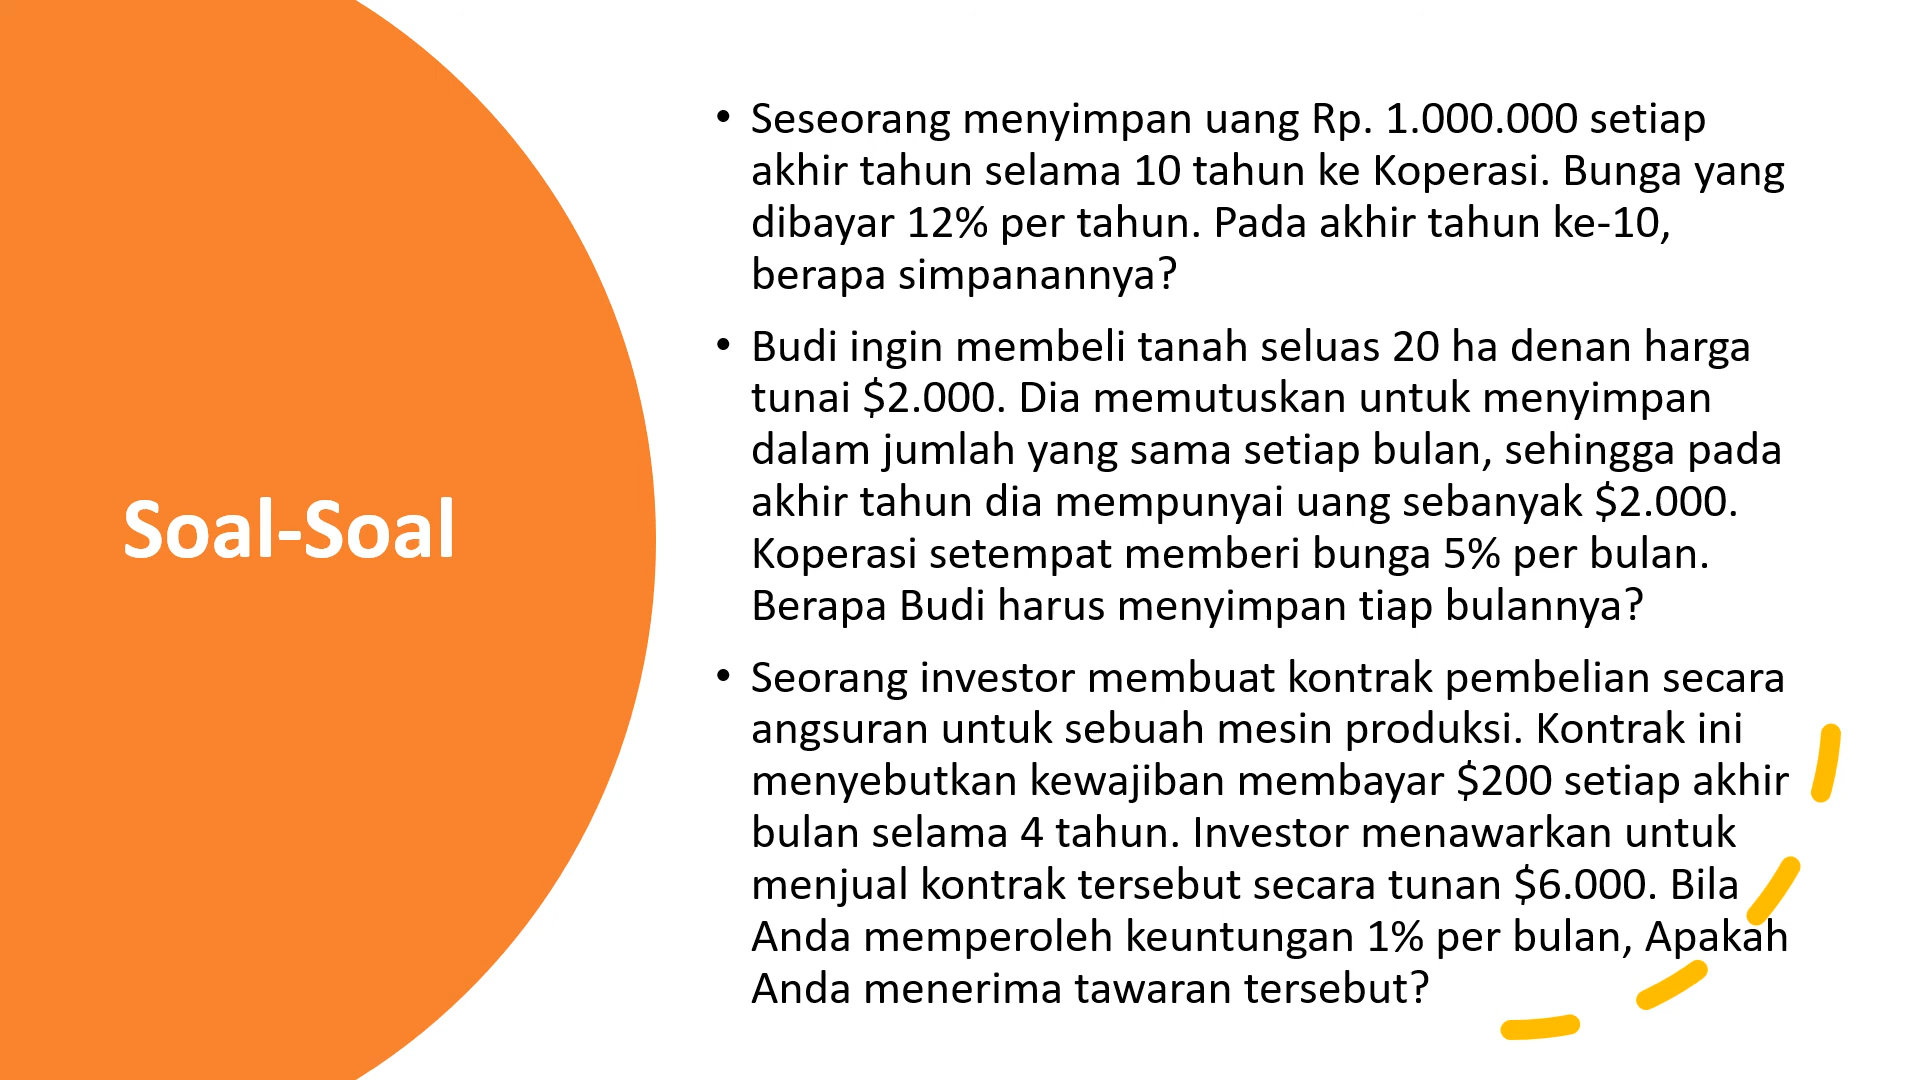 Soal-Soal
• Seseorang menyimpan uang Rp. 1.000.000 setiap
akhir tahun selama 10 tahun ke Koperasi. Bunga yang
dibayar 12% per tahun. Pada akhir tahun ke-10,
berapa simpanannya?
• Budi ingin membeli tanah seluas 20 ha denan harga
tunai $2.000. Dia memutuskan untuk menyimpan
dalam jumlah yang sama setiap bulan, sehingga pada
akhir tahun dia mempunyai uang sebanyak $2.000.
Koperasi setempat memberi bunga 5% per bulan.
Berapa Budi harus menyimpan tiap bulannya?
• Seorang investor membuat kontrak pembelian secara
angsuran untuk sebuah mesin produksi. Kontrak ini
menyebutkan kewajiban membayar $200 setiap akhir
bulan selama 4 tahun. Investor menawarkan untuk
menjual kontrak tersebut secara tunan $6.000. Bila
Anda memperoleh keuntungan 1% per bulan, Apakah
Anda menerima tawaran tersebut?